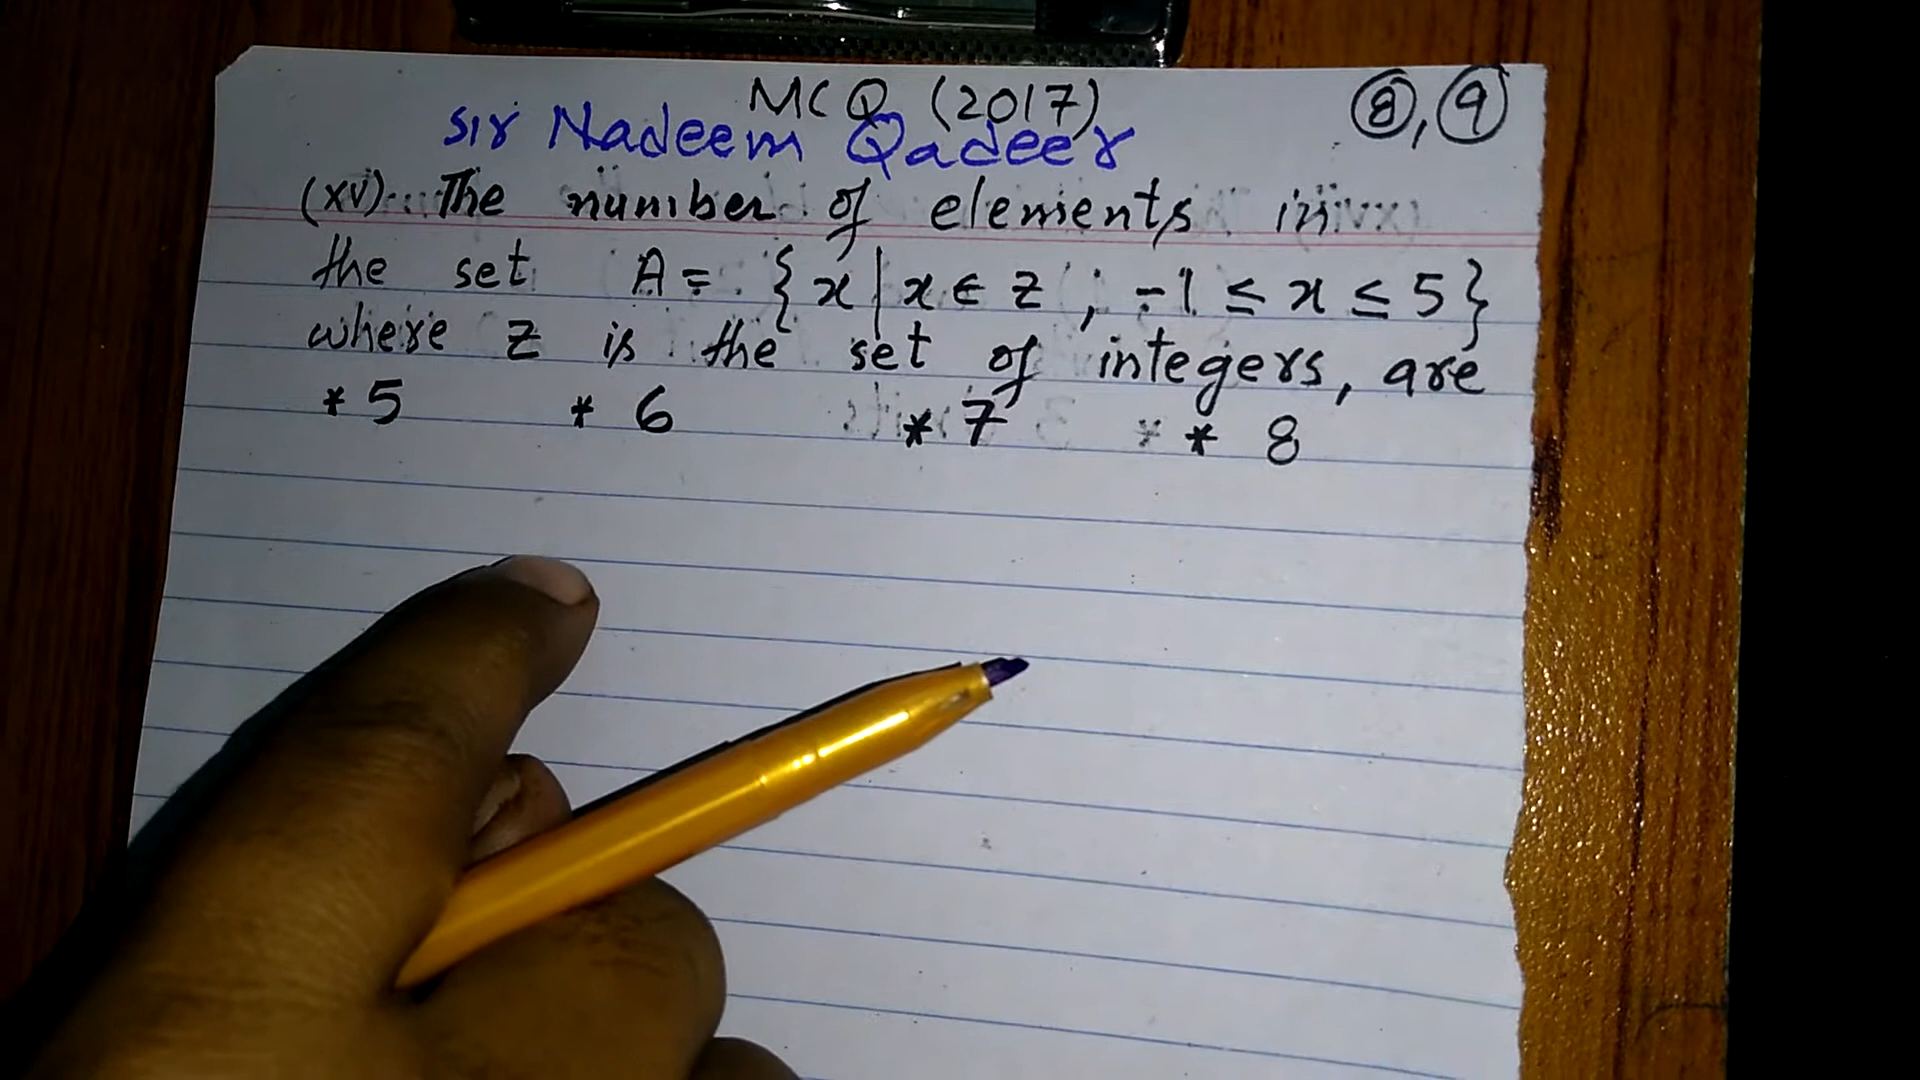 MCQ (2017)
8, 9
Sir Nadeem Qadeer
(xv) The number of elements in
the set A = {x | x ∈ z ; -1 ≤ x ≤ 5}
where z is the set of integers, are
* 5 * 6 * 7 * 8